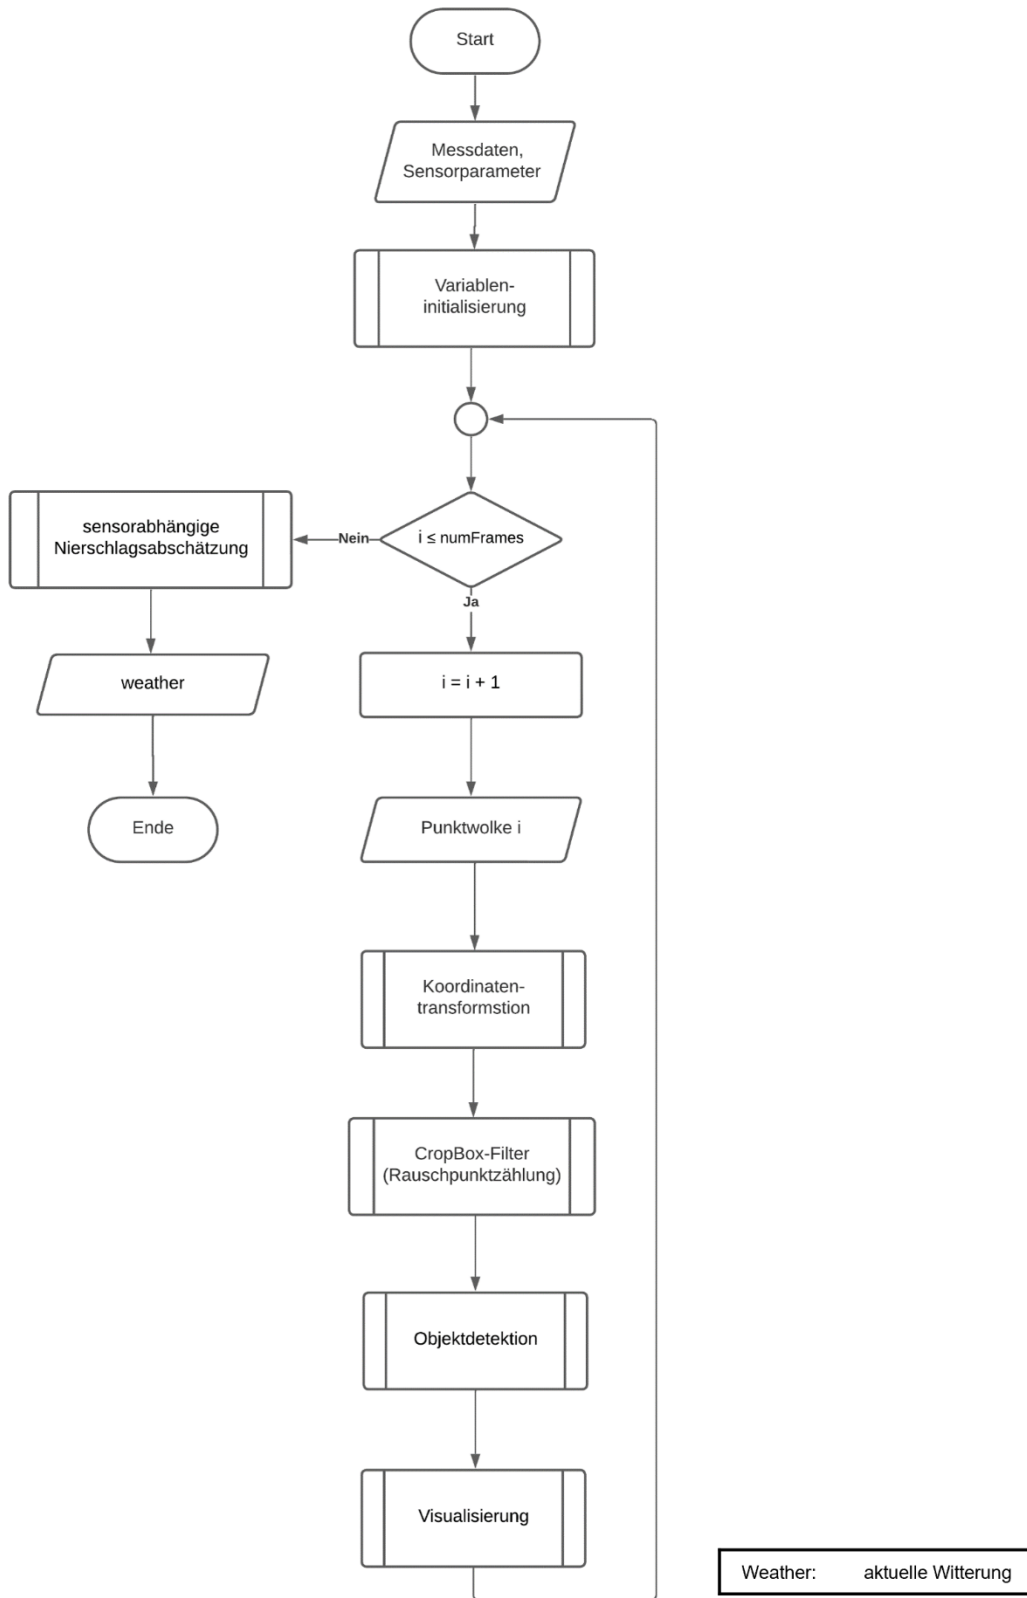 Start
Messdaten,
Sensorparameter
Variablen-
initialisierung
i ≤ numFrames
Nein
sensorabhängige
Nierschlagsabschätzung
weather
Ende
Ja
i = i + 1
Punktwolke i
Koordinaten-
transformstion
CropBox-Filter
(Rauschpunktzählung)
Objektdetektion
Visualisierung
Weather: aktuelle Witterung